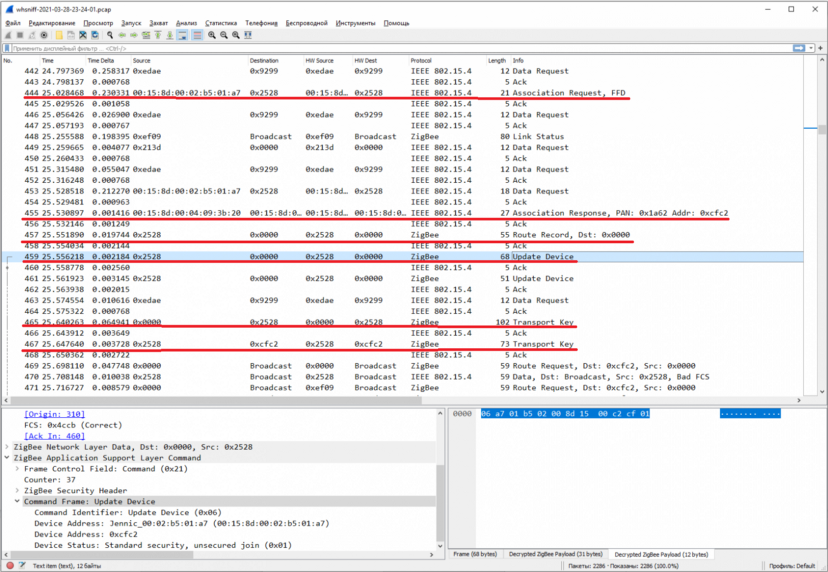 whsniff-2021-03-28-23-24-01.pcap
Файл Редактирование Просмотр Запуск Захват Анализ Статистика Телефония Беспроводной Инструменты Помощь
Применить дисплейный фильтр ... <Ctrl-/>
No. Time Time Delta Source Destination HW Source HW Dest Protocol Length Info
442 24.797369 0.258317 0xedae 0x9299 0xedae 0x9299 IEEE 802.15.4 12 Data Request
443 24.798137 0.000768 IEEE 802.15.4 5 Ack
444 25.028468 0.230331 00:15:8d:00:02:b5:01:a7 0x2528 00:15:8d… 0x2528 IEEE 802.15.4 21 Association Request, FFD
445 25.029526 0.001058 IEEE 802.15.4 5 Ack
446 25.056426 0.026900 0xedae 0x9299 0xedae 0x9299 IEEE 802.15.4 12 Data Request
447 25.057193 0.000767 IEEE 802.15.4 5 Ack
448 25.255588 0.198395 0xef09 Broadcast 0xef09 Broadcast ZigBee 80 Link Status
449 25.259665 0.004077 0x213d 0x0000 0x213d 0x0000 IEEE 802.15.4 12 Data Request
450 25.260433 0.000768 IEEE 802.15.4 5 Ack
451 25.315480 0.055047 0xedae 0x9299 0xedae 0x9299 IEEE 802.15.4 12 Data Request
452 25.316248 0.000768 IEEE 802.15.4 5 Ack
453 25.528518 0.212270 00:15:8d:00:02:b5:01:a7 0x2528 00:15:8d… 0x2528 IEEE 802.15.4 18 Data Request
454 25.529481 0.000963 IEEE 802.15.4 5 Ack
455 25.530897 0.001416 00:15:8d:00:04:09:3b:20 00:15:8d:0… 00:15:8d… 00:15:8d:0… IEEE 802.15.4 27 Association Response, PAN: 0x1a62 Addr: 0xcfc2
456 25.532146 0.001249 IEEE 802.15.4 5 Ack
457 25.551890 0.019744 0x2528 0x0000 0x2528 0x0000 ZigBee 55 Route Record, Dst: 0x0000
458 25.554034 0.002144 IEEE 802.15.4 5 Ack
459 25.556218 0.002184 0x2528 0x0000 0x2528 0x0000 ZigBee 68 Update Device
460 25.558778 0.002560 IEEE 802.15.4 5 Ack
461 25.561923 0.003145 0x2528 0x0000 0x2528 0x0000 ZigBee 51 Update Device
462 25.563938 0.002015 IEEE 802.15.4 5 Ack
463 25.574554 0.010616 0xedae 0x9299 0xedae 0x9299 IEEE 802.15.4 12 Data Request
464 25.575322 0.000768 IEEE 802.15.4 5 Ack
465 25.640263 0.064941 0x0000 0x2528 0x0000 0x2528 ZigBee 102 Transport Key
466 25.643912 0.003649 IEEE 802.15.4 5 Ack
467 25.647640 0.003728 0x2528 0xcfc2 0x2528 0xcfc2 ZigBee 73 Transport Key
468 25.650362 0.002722 IEEE 802.15.4 5 Ack
469 25.698110 0.047748 0x0000 Broadcast 0x0000 Broadcast ZigBee 59 Route Request, Dst: 0xcfc2, Src: 0x0000
470 25.708148 0.010038 0x2528 Broadcast 0x2528 Broadcast IEEE 802.15.4 59 Data, Dst: Broadcast, Src: 0x2528, Bad FCS
471 25.716727 0.008579 0x0000 Broadcast 0xef09 Broadcast ZigBee 59 Route Request, Dst: 0xcfc2, Src: 0x0000
[Origin: 310]
FCS: 0x4ccb (Correct)
[Ack In: 460]
ZigBee Network Layer Data, Dst: 0x0000, Src: 0x2528
ZigBee Application Support Layer Command
Frame Control Field: Command (0x21)
Counter: 37
ZigBee Security Header
Command Frame: Update Device
Command Identifier: Update Device (0x06)
Device Address: Jennic_00:02:b5:01:a7 (00:15:8d:00:02:b5:01:a7)
Device Address: 0xcfc2
Device Status: Standard security, unsecured join (0x01)
0000 06 a7 01 b5 02 00 8d 15 00 c2 cf 01 ········ ····
Frame (68 bytes) Decrypted ZigBee Payload (31 bytes) Decrypted ZigBee Payload (12 bytes)
Text item (text), 12 байты Пакеты: 2286 · Показаны: 2286 (100.0%) Профиль: Default